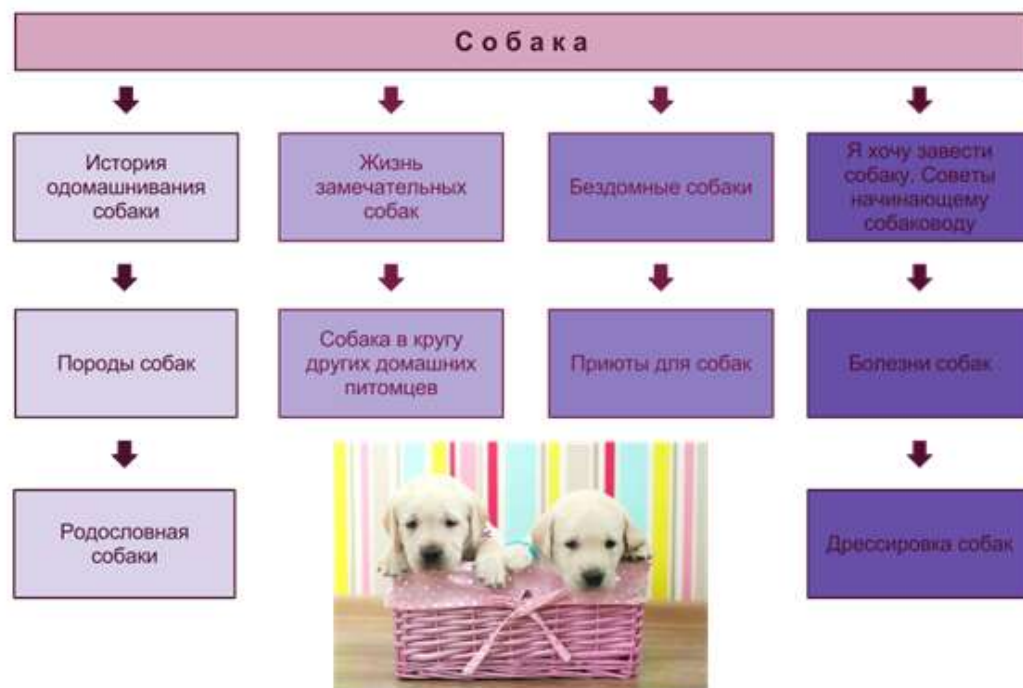 Собака
История
одомашнивания
собаки
Жизнь
замечательных
собак
Бездомные собаки
Я хочу завести
собаку. Советы
начинающему
собаководу
Породы собак
Собака в кругу
других домашних
питомцев
Приюты для собак
Болезни собак
Родословная
собаки
Дрессировка собак